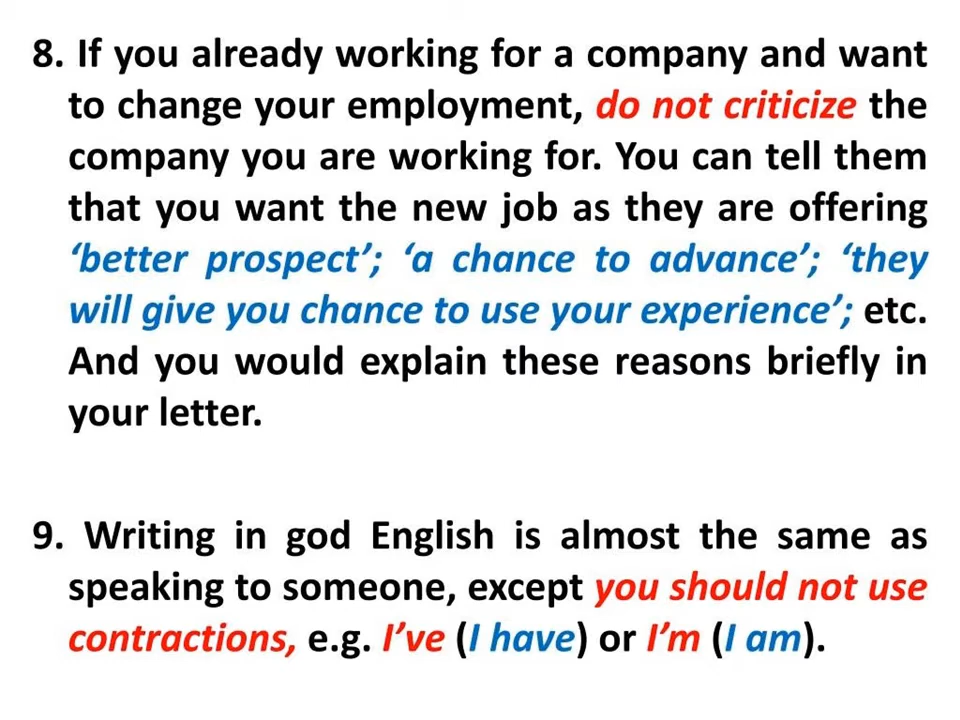 8. If you already working for a company and want
to change your employment, do not criticize the
company you are working for. You can tell them
that you want the new job as they are offering
‘better prospect’; ‘a chance to advance’; ‘they
will give you chance to use your experience’; etc.
And you would explain these reasons briefly in
your letter.
9. Writing in god English is almost the same as
speaking to someone, except you should not use
contractions, e.g. I’ve (I have) or I’m (I am).